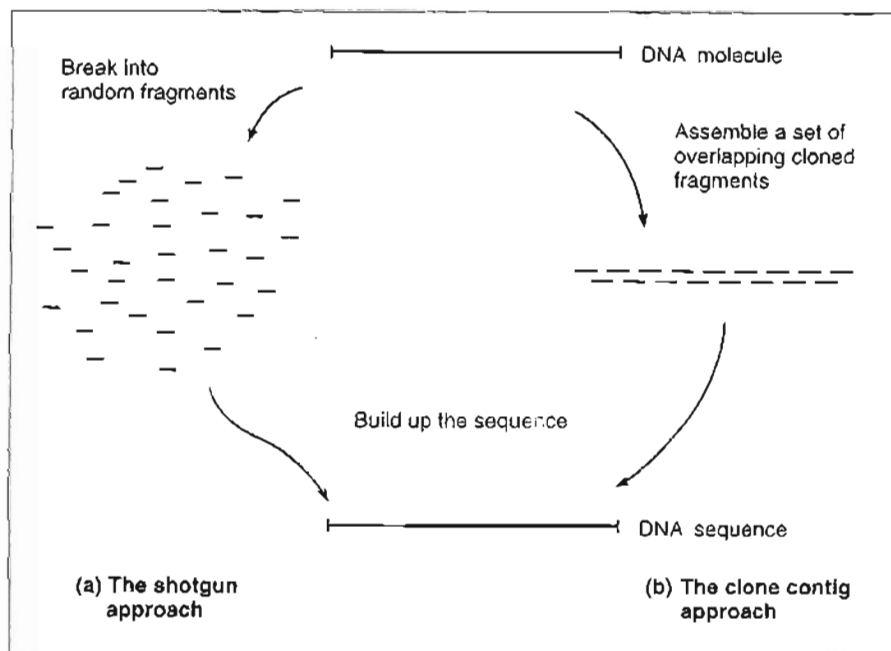 DNA molecule
Break into
random fragments
Assemble a set of
overlapping cloned
fragments
Build up the sequence
DNA sequence
(a) The shotgun
approach
(b) The clone contig
approach